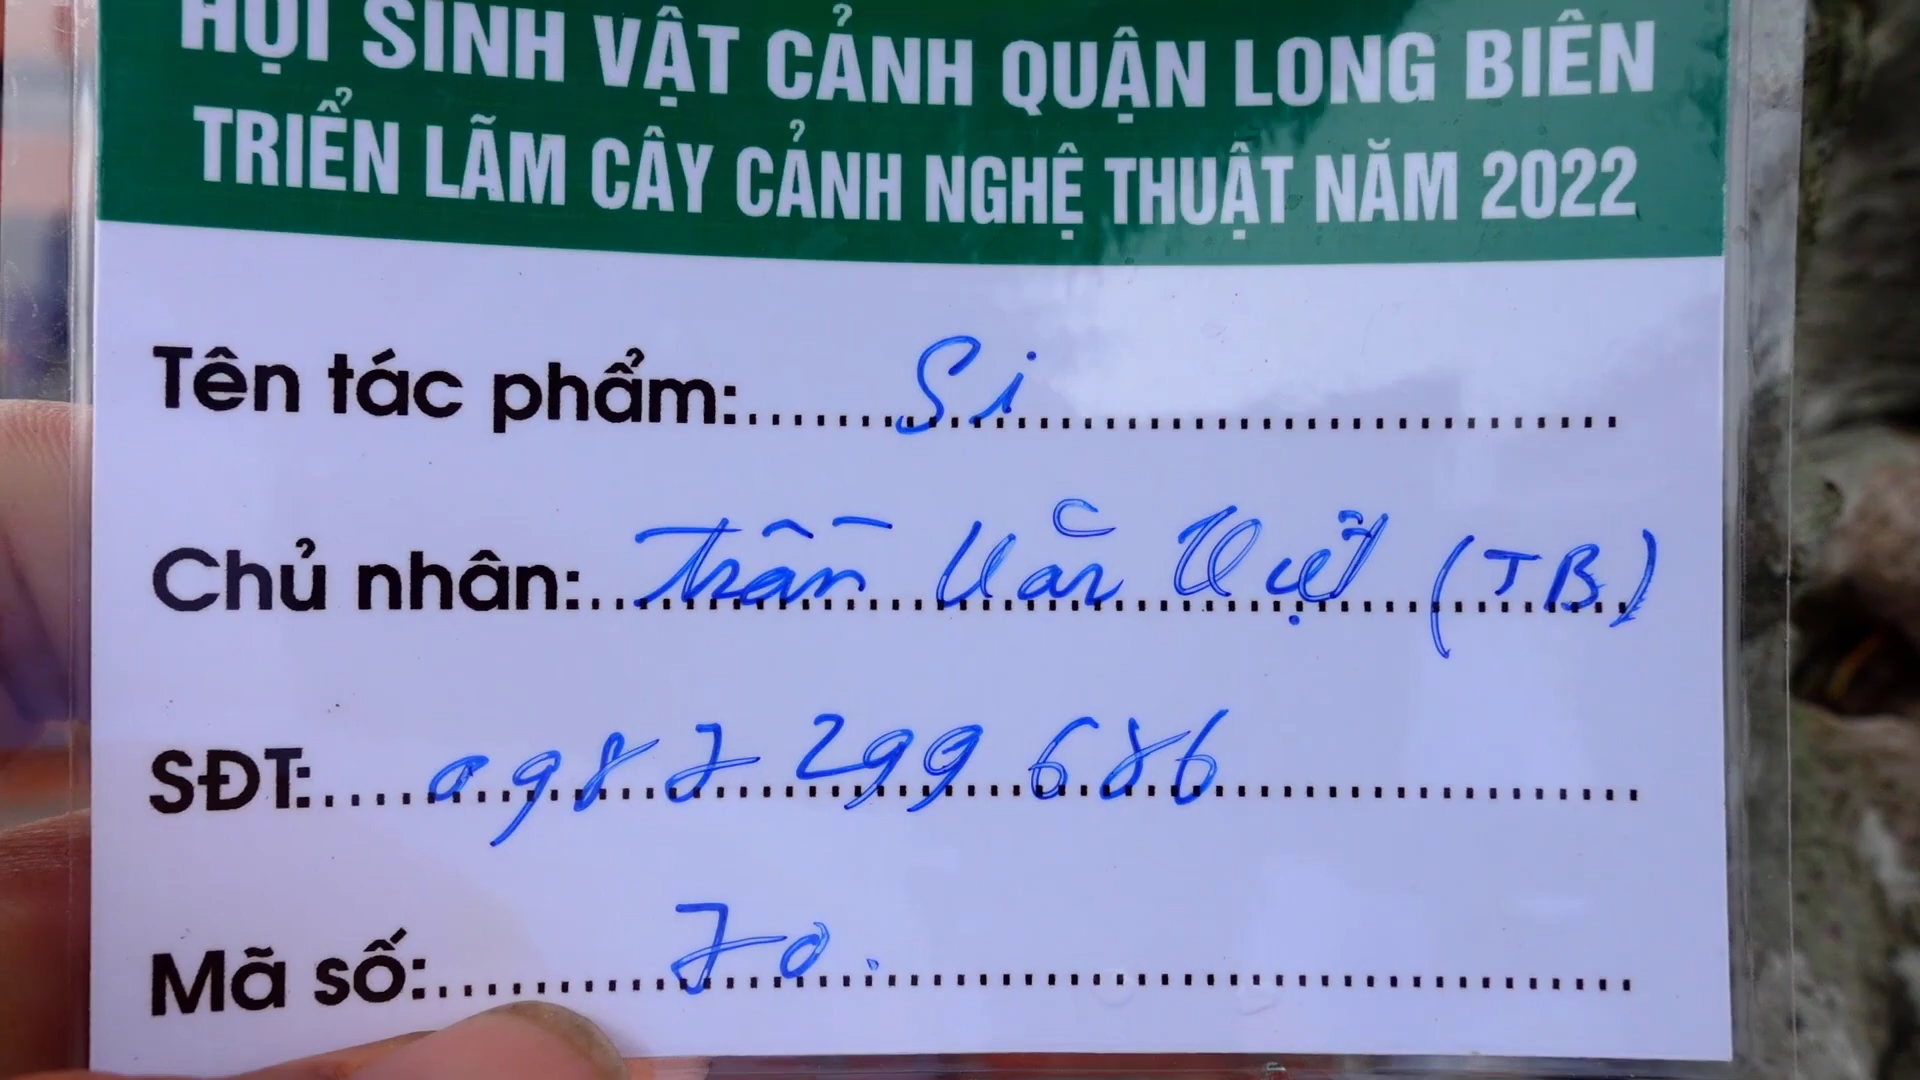 HỘI SINH VẬT CẢNH QUẬN LONG BIÊN
TRIỂN LÃM CÂY CẢNH NGHỆ THUẬT NĂM 2022
Tên tác phẩm: Si
Chủ nhân: Trần Văn Việt (TB)
SĐT: 0987 299 686
Mã số: 70.